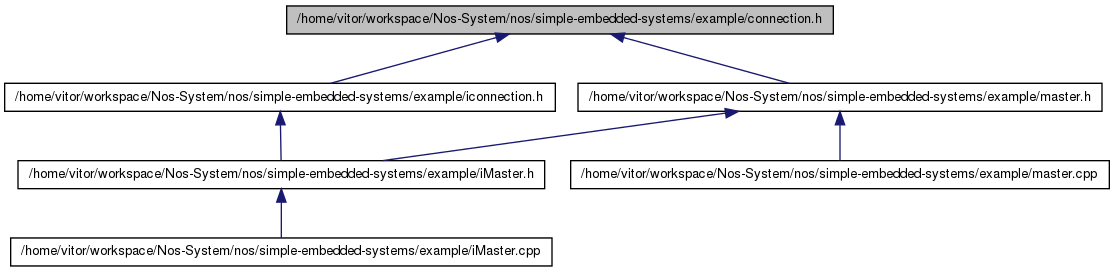 /home/vitor/workspace/Nos-System/nos/simple-embedded-systems/example/connection.h
/home/vitor/workspace/Nos-System/nos/simple-embedded-systems/example/iconnection.h
/home/vitor/workspace/Nos-System/nos/simple-embedded-systems/example/master.h
/home/vitor/workspace/Nos-System/nos/simple-embedded-systems/example/iMaster.h
/home/vitor/workspace/Nos-System/nos/simple-embedded-systems/example/master.cpp
/home/vitor/workspace/Nos-System/nos/simple-embedded-systems/example/iMaster.cpp